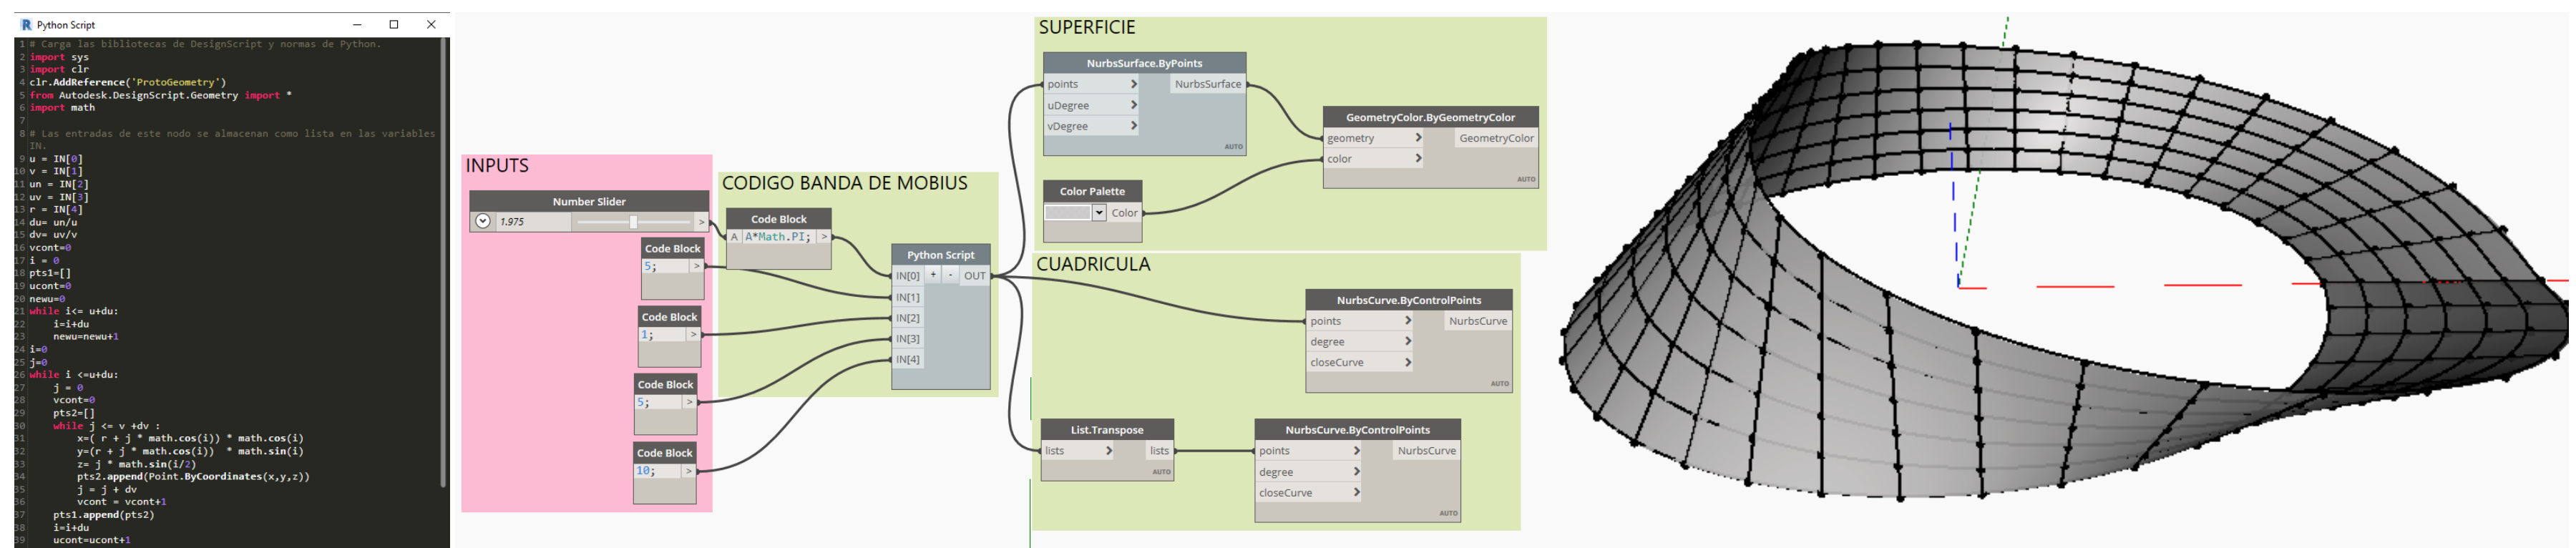 Python Script
1 # Carga las bibliotecas de DesignScript y normas de Python.
2 import sys
3 import clr
4 clr.AddReference('ProtoGeometry')
5 from Autodesk.DesignScript.Geometry import *
6 import math
7
8 # Las entradas de este nodo se almacenan como lista en las variables
IN.
9 u = IN[0]
10 v = IN[1]
11 un = IN[2]
12 uv = IN[3]
13 r = IN[4]
14 du= un/u
15 dv= uv/v
16 vcont=0
17 i = 0
18 pts1=[]
19 ucont=0
20 newu=0
21 while i<= u+du:
22 i=i+du
23 newu=newu+1
24 i=0
25 j=0
26 while i <=u+du:
27 j = 0
28 vcont=0
29 pts2=[]
30 while j <= v +dv :
31 x=( r + j * math.cos(i)) * math.cos(i)
32 y=(r + j * math.cos(i)) * math.sin(i)
33 z= j * math.sin(i/2)
34 pts2.append(Point.ByCoordinates(x,y,z))
35 j = j + dv
36 vcont = vcont+1
37 pts1.append(pts2)
38 i=i+du
39 ucont=ucont+1
INPUTS
Number Slider
1.975 >
Code Block
5; >
Code Block
1; >
Code Block
5; >
Code Block
10; >
CODIGO BANDA DE MOBIUS
Code Block
A A*Math.PI; >
Python Script
IN[0] + - OUT
IN[1]
IN[2]
IN[3]
IN[4]
SUPERFICIE
NurbsSurface.ByPoints
points > NurbsSurface
uDegree >
vDegree >
AUTO
Color Palette
Color
GeometryColor.ByGeometryColor
geometry > GeometryColor
color >
AUTO
CUADRICULA
NurbsCurve.ByControlPoints
points > NurbsCurve
degree >
closeCurve >
AUTO
List.Transpose
lists > lists
AUTO
NurbsCurve.ByControlPoints
points > NurbsCurve
degree >
closeCurve >
AUTO